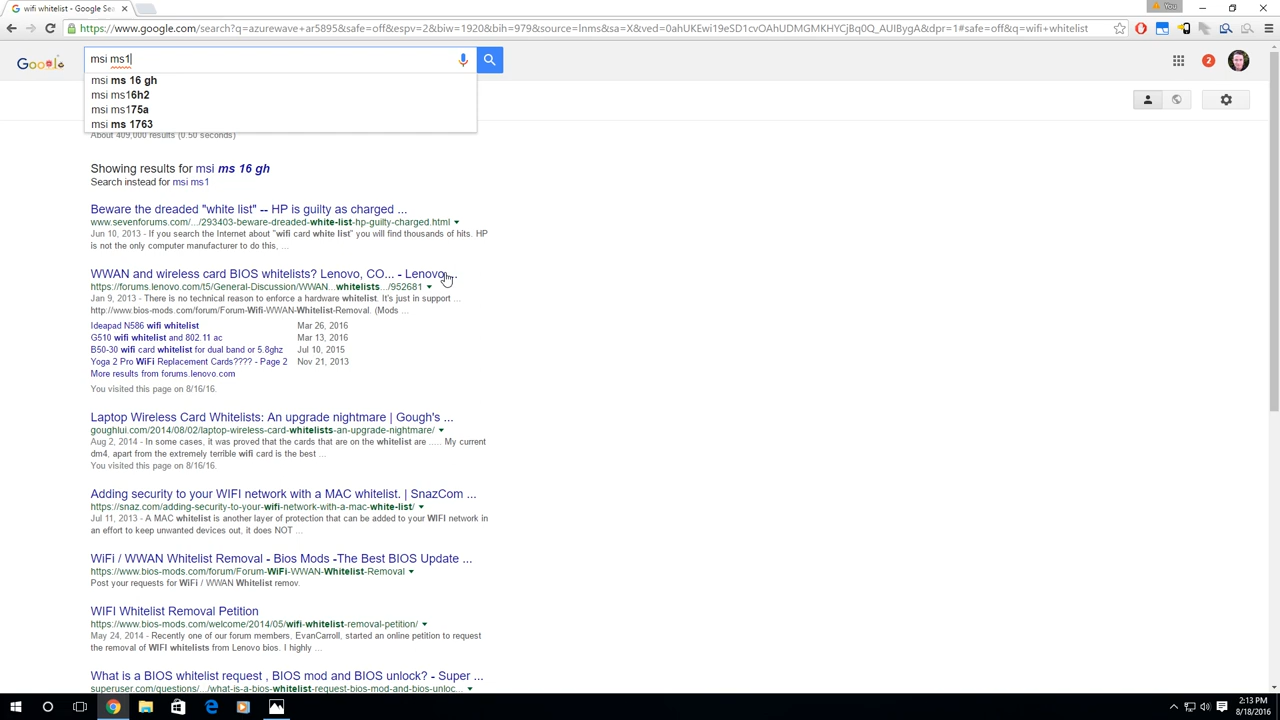 wifi whitelist - Google Sea
You
https://www.google.com/search?q=azurewave+ar5895&safe=off&espv=2&biw=1920&bih=979&source=lnms&sa=X&ved=0ahUKEwi19eSD1cvOAhUDMGMKHYCjBq0Q_AUIBygA&dpr=1#safe=off&q=wifi+whitelist
Google
msi ms1
2
msi ms 16 gh
msi ms16h2
msi ms175a
msi ms 1763
About 409,000 results (0.50 seconds)
Showing results for msi ms 16 gh
Search instead for msi ms1
Beware the dreaded "white list" -- HP is guilty as charged ...
www.sevenforums.com/.../293403-beware-dreaded-white-list-hp-guilty-charged.html
Jun 10, 2013 - If you search the Internet about "wifi card white list" you will find thousands of hits. HP
is not the only computer manufacturer to do this, ...
WWAN and wireless card BIOS whitelists? Lenovo, CO... - Lenovo ...
https://forums.lenovo.com/t5/General-Discussion/WWAN...whitelists.../952681
Jan 9, 2013 - There is no technical reason to enforce a hardware whitelist. It's just in support ...
http://www.bios-mods.com/forum/Forum-Wifi-WWAN-Whitelist-Removal. (Mods ...
Ideapad N586 wifi whitelist Mar 26, 2016
G510 wifi whitelist and 802.11 ac Mar 13, 2016
B50-30 wifi card whitelist for dual band or 5.8ghz Jul 10, 2015
Yoga 2 Pro WiFi Replacement Cards???? - Page 2 Nov 21, 2013
More results from forums.lenovo.com
You visited this page on 8/16/16.
Laptop Wireless Card Whitelists: An upgrade nightmare | Gough's ...
goughlui.com/2014/08/02/laptop-wireless-card-whitelists-an-upgrade-nightmare/
Aug 2, 2014 - In some cases, it was proved that the cards that are on the whitelist are ..... My current
dm4, apart from the extremely terrible wifi card is the best ...
You visited this page on 8/16/16.
Adding security to your WIFI network with a MAC whitelist. | SnazCom ...
https://snaz.com/adding-security-to-your-wifi-network-with-a-mac-white-list/
Jul 11, 2013 - A MAC whitelist is another layer of protection that can be added to your WIFI network in
an effort to keep unwanted devices out, it does NOT ...
WiFi / WWAN Whitelist Removal - Bios Mods -The Best BIOS Update ...
https://www.bios-mods.com/forum/Forum-WiFi-WWAN-Whitelist-Removal
Post your requests for WiFi / WWAN Whitelist remov.
WIFI Whitelist Removal Petition
https://www.bios-mods.com/welcome/2014/05/wifi-whitelist-removal-petition/
May 24, 2014 - Recently one of our forum members, EvanCarroll, started an online petition to request
the removal of WIFI whitelists from Lenovo bios. I highly ...
What is a BIOS whitelist request , BIOS mod and BIOS unlock? - Super ...
superuser.com/questions/.../what-is-a-bios-whitelist-request-bios-mod-and-bios-unloc...
2:13 PM
8/18/2016